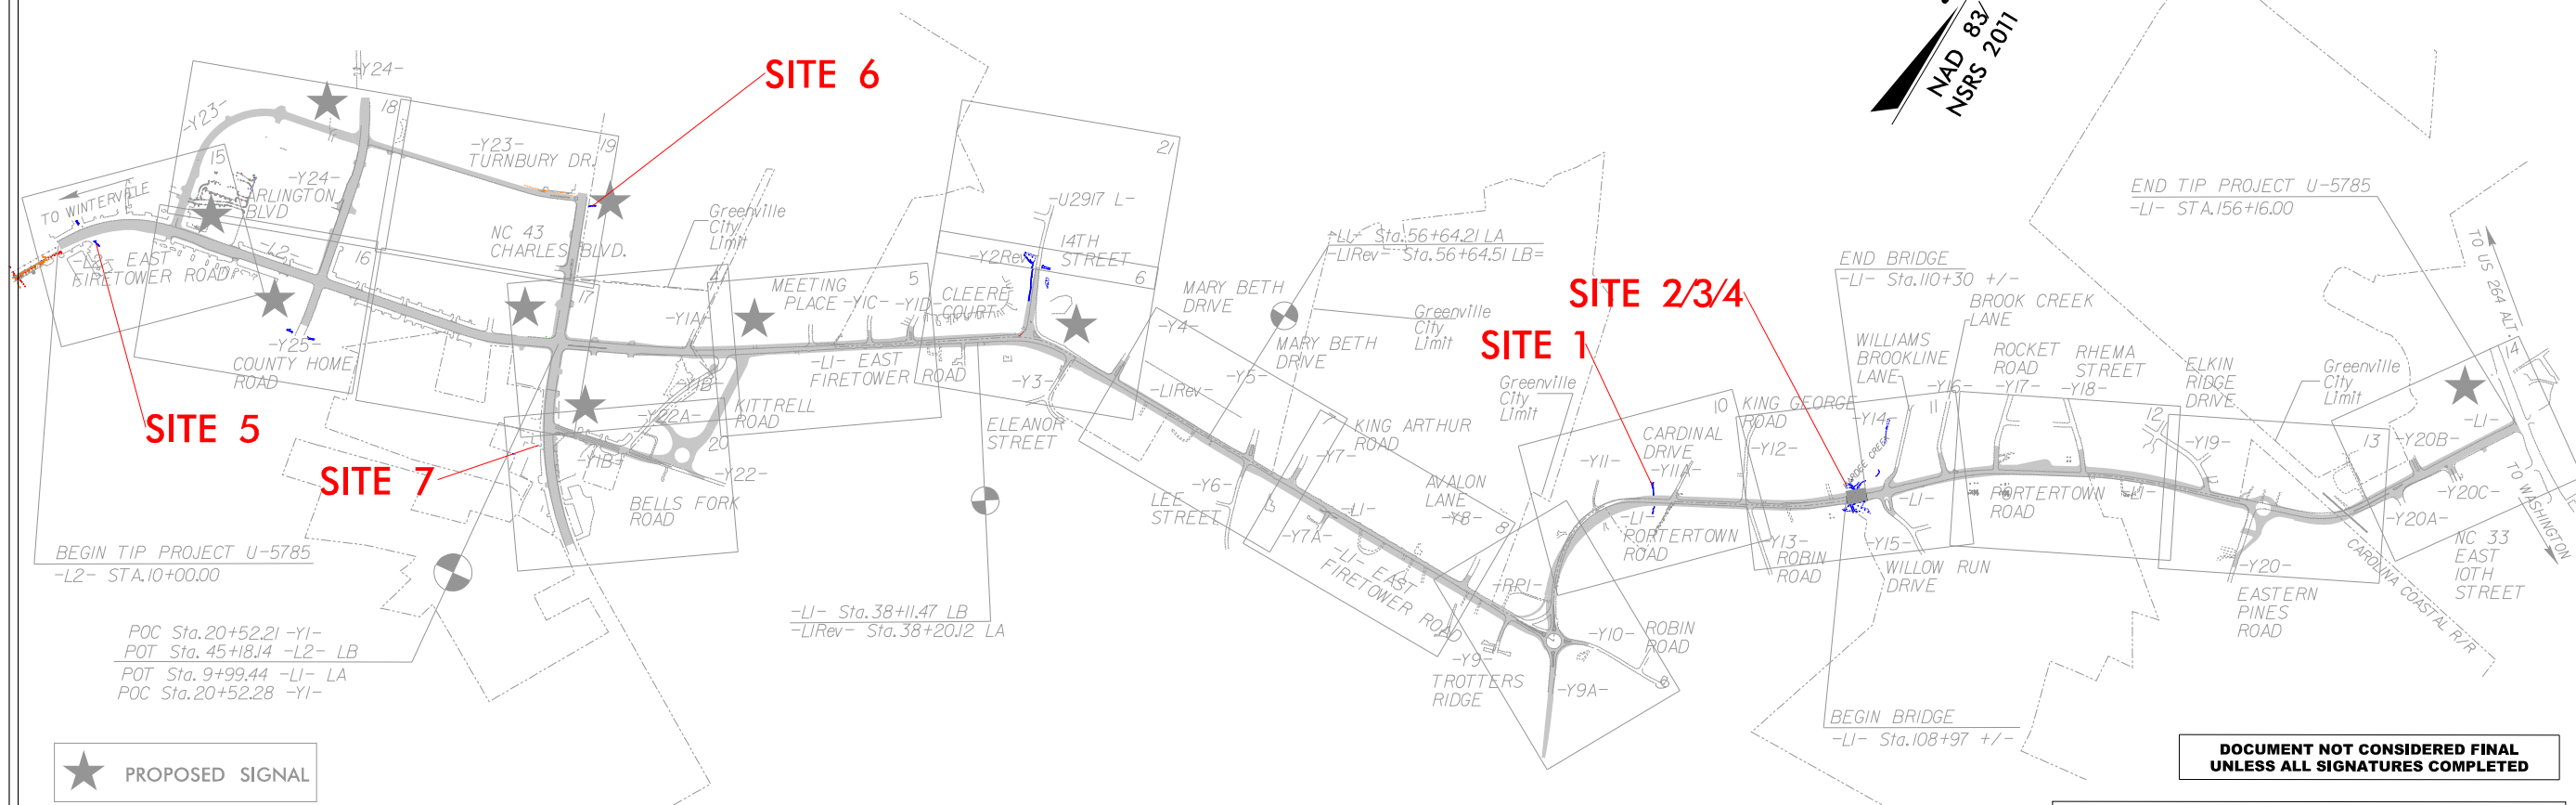 NAD 83/
NSRS 2011
SITE 6
-Y24-
18
-Y23-
15
TO WINTERVILLE
-Y24-
ARLINGTON
BLVD
-Y23-
TURNBURY DR.
19
NC 43
CHARLES BLVD.
Greenville
City
Limit
-L2- EAST
FIRETOWER ROAD
-L2-
16
17
-Y25-
COUNTY HOME
ROAD
SITE 5
SITE 7
4
MEETING
PLACE
-Y1C-
-Y1D-
5
CLEERE
COURT
-Y1A-
-Y1B-
-Y22A-
KITTRELL
ROAD
20
-Y1B-
-Y22-
BELLS FORK
ROAD
-L1- EAST
FIRETOWER ROAD
21
-U2917 L-
14TH
STREET
-Y2Rev-
6
-Y3-
ELEANOR
STREET
-Y4-
MARY BETH
DRIVE
-L1- Sta.56+64.21 LA
-L1Rev- Sta.56+64.51 LB=
MARY BETH
DRIVE
-L1Rev-
-Y5-
Greenville
City
Limit
-Y6-
LEE
STREET
7
KING ARTHUR
ROAD
-Y7-
-Y7A-
-L1-
AVALON
LANE
-Y8-
8
-L1- EAST
FIRETOWER ROAD
-RP1-
-Y9-
TROTTERS
RIDGE
-Y9A-
-Y10-
ROBIN
ROAD
9
SITE 1
SITE 2/3/4
Greenville
City
Limit
-Y11-
10
CARDINAL
DRIVE
-Y11A-
-L1-
PORTERTOWN
ROAD
KING GEORGE
ROAD
-Y12-
-Y13-
ROBIN
ROAD
END BRIDGE
-L1- Sta.110+30 +/-
BROOK CREEK
LANE
WILLIAMS
BROOKLINE
LANE
-Y14-
11
-Y16-
-L1-
-Y15-
WILLOW RUN
DRIVE
ROCKET
ROAD
-Y17-
RHEMA
STREET
-Y18-
PORTERTOWN
ROAD
-L1-
12
ELKIN
RIDGE
DRIVE
-Y19-
Greenville
City
Limit
-Y20-
EASTERN
PINES
ROAD
CAROLINA COASTAL R/R
13
-Y20B-
-Y20C-
-Y20A-
-L1-
14
NC 33
EAST
10TH
STREET
TO US 264 ALT.
TO WASHINGTON
END TIP PROJECT U-5785
-L1- STA.156+16.00
BEGIN TIP PROJECT U-5785
-L2- STA.10+00.00
POC Sta.20+52.21 -Y1-
POT Sta. 45+18.14 -L2- LB
POT Sta. 9+99.44 -L1- LA
POC Sta.20+52.28 -Y1-
-L1- Sta.38+11.47 LB
-L1Rev- Sta.38+20.12 LA
BEGIN BRIDGE
-L1- Sta.108+97 +/-
PROPOSED SIGNAL
DOCUMENT NOT CONSIDERED FINAL
UNLESS ALL SIGNATURES COMPLETED